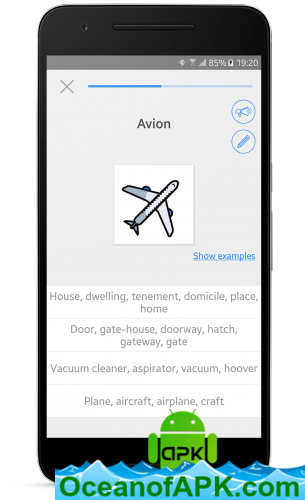 85% 19:20
Avion
Show examples
House, dwelling, tenement, domicile, place,
home
Door, gate-house, doorway, hatch,
gateway, gate
Vacuum cleaner, aspirator, vacuum, hoover
Plane, aircraft, airplane, craft
APK
OceanofAPK.com